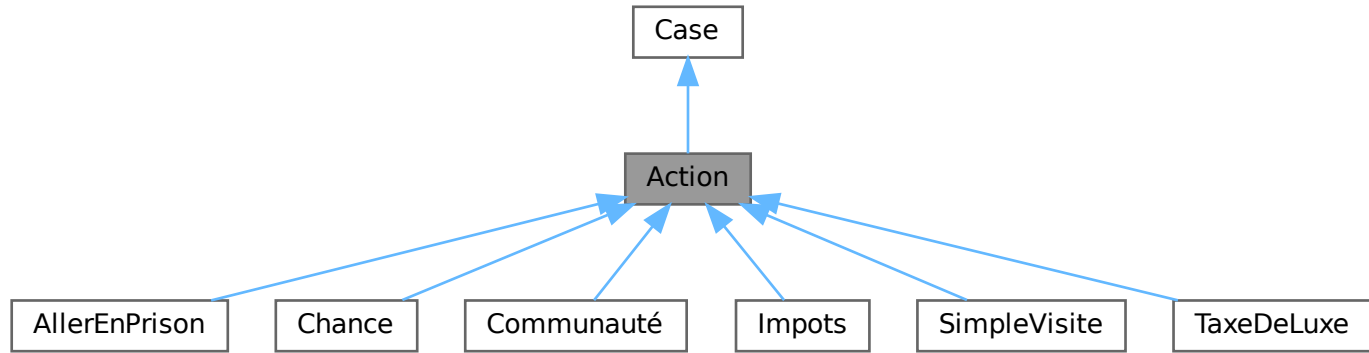 Case
Action
AllerEnPrison
Chance
Communauté
Impots
SimpleVisite
TaxeDeLuxe